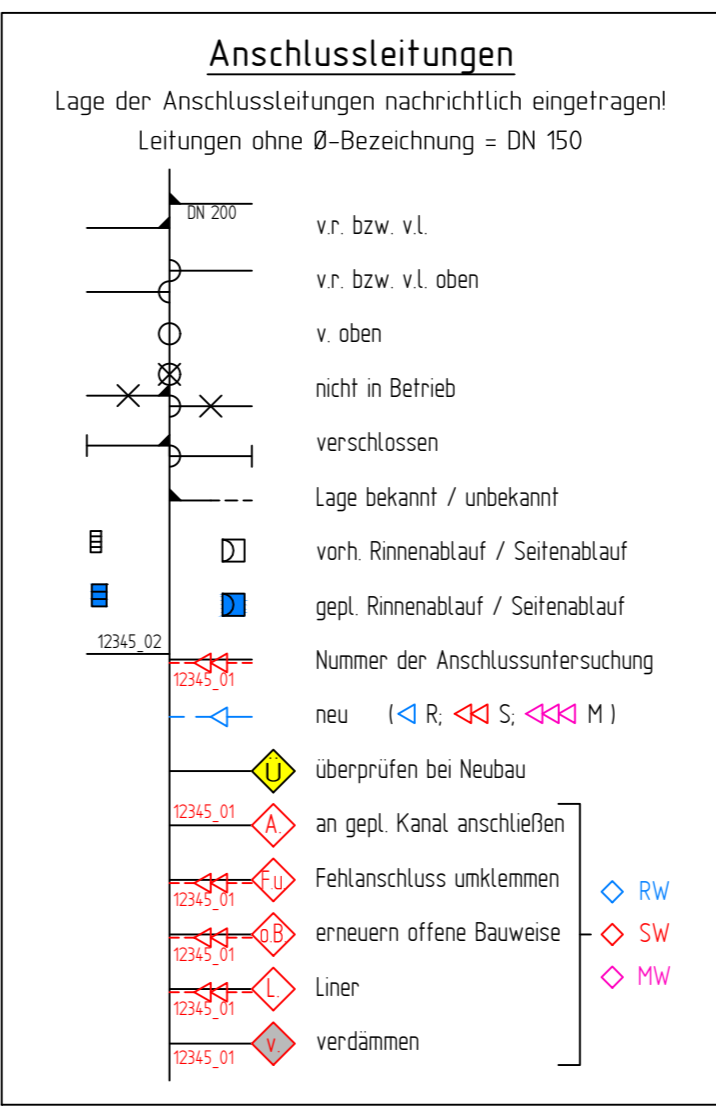 Anschlussleitungen
Lage der Anschlussleitungen nachrichtlich eingetragen!
Leitungen ohne Ø-Bezeichnung = DN 150
DN 200
v.r. bzw. v.l.
v.r. bzw. v.l. oben
v. oben
nicht in Betrieb
verschlossen
Lage bekannt / unbekannt
vorh. Rinnenablauf / Seitenablauf
gepl. Rinnenablauf / Seitenablauf
12345_02
12345_01
Nummer der Anschlussuntersuchung
neu ( R; S; M )
Ü überprüfen bei Neubau
12345_01 A. an gepl. Kanal anschließen
F.u Fehlanschluss umklemmen
12345_01
o.B. erneuern offene Bauweise
12345_01
L. Liner
12345_01
v. verdämmen
12345_01
RW
SW
MW